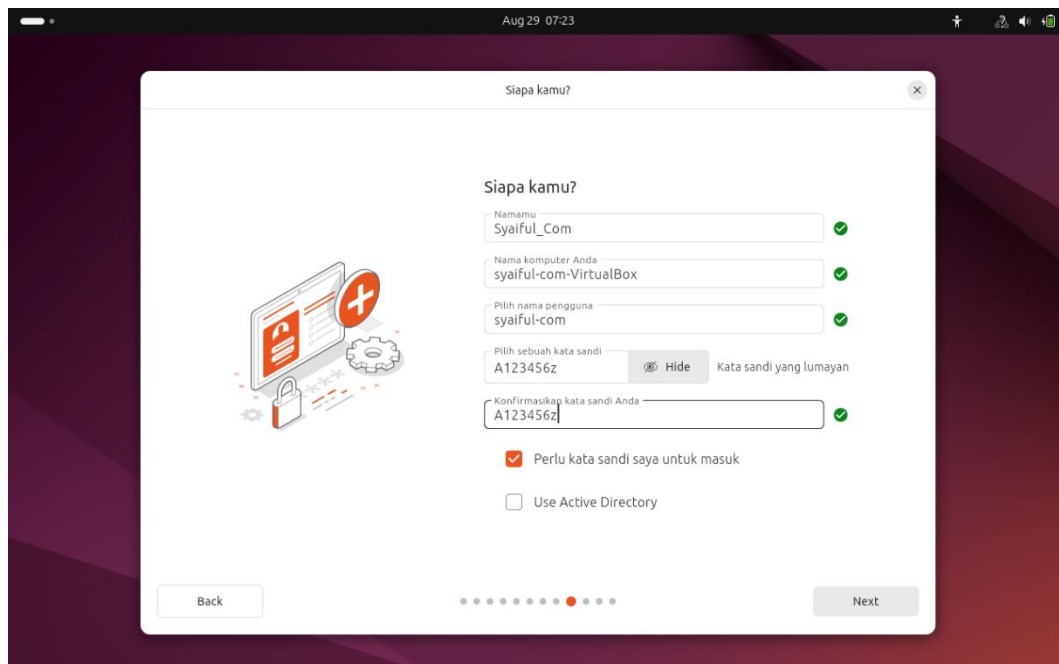 Aug 29 07:23
Siapa kamu?
Siapa kamu?
Namamu
Syaiful_Com
Nama komputer Anda
syaiful-com-VirtualBox
Pilih nama pengguna
syaiful-com
Pilih sebuah kata sandi
A123456z Hide Kata sandi yang lumayan
Konfirmasikan kata sandi Anda
A123456z
Perlu kata sandi saya untuk masuk
Use Active Directory
Back Next